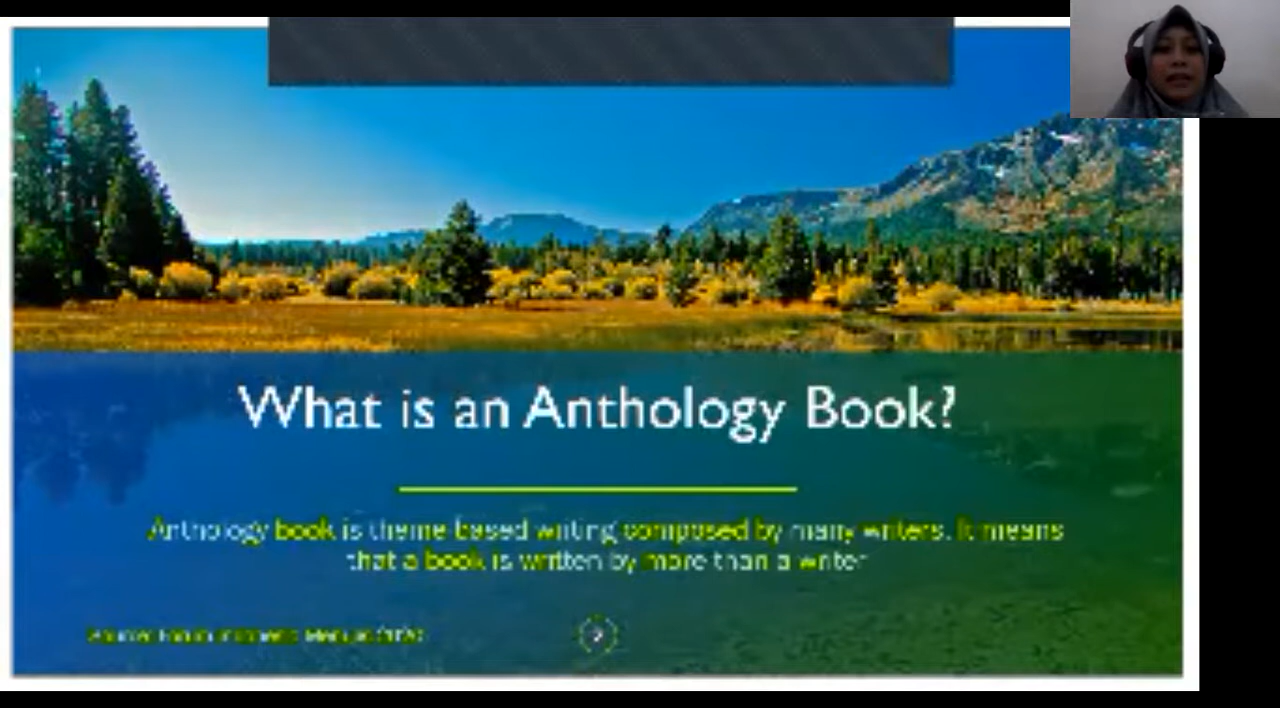 What is an Anthology Book?
Anthology book is theme based writing composed by many writers. It means
that a book is written by more than a writer